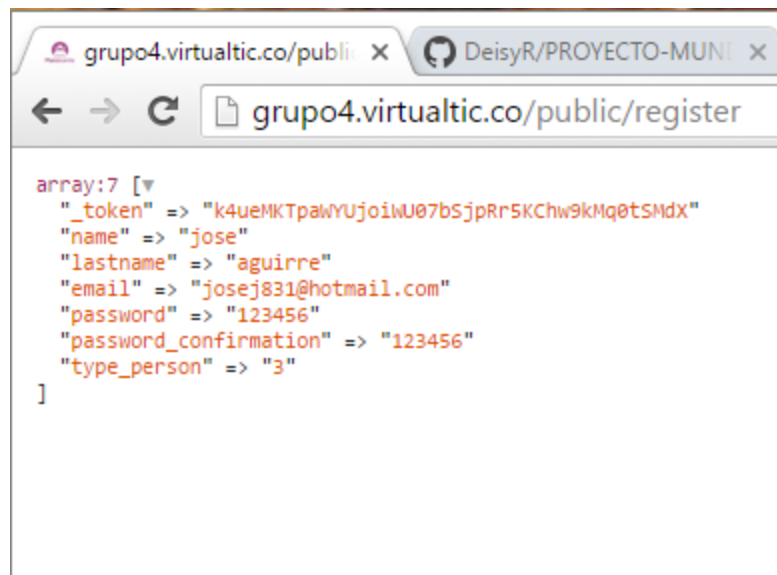 grupo4.virtualtic.co/publi
DeisyR/PROYECTO-MUN
grupo4.virtualtic.co/public/register
array:7 [▼
"_token" => "k4ueMKTpaWYUjoiWU07bSjpRr5KChw9kMq0tSMdX"
"name" => "jose"
"lastname" => "aguirre"
"email" => "josej831@hotmail.com"
"password" => "123456"
"password_confirmation" => "123456"
"type_person" => "3"
]